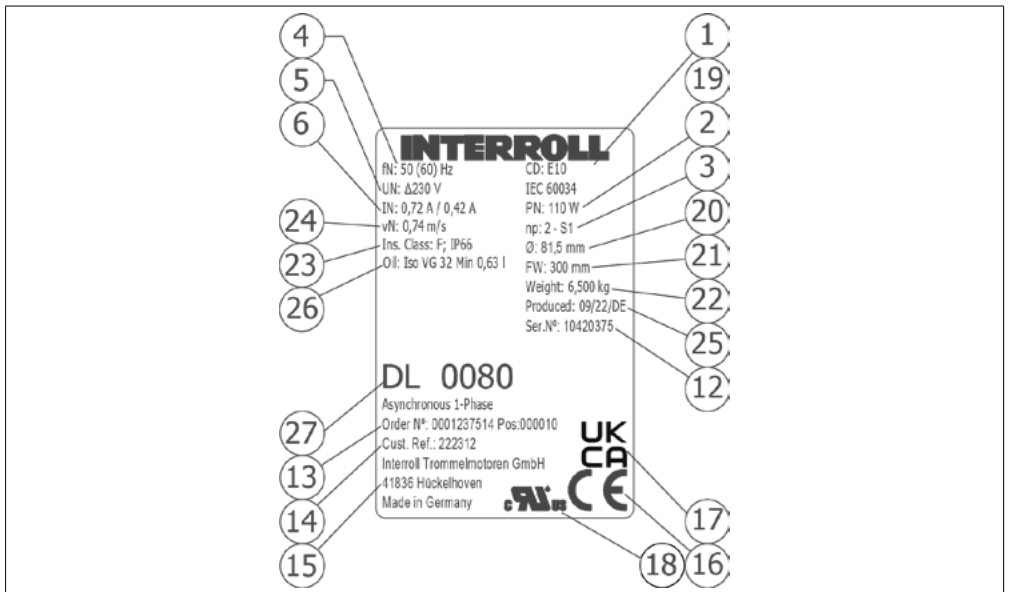 4
5
6
24
23
26
27
13
14
15
INTERROLL
fN: 50 (60) Hz
UN: Δ230 V
IN: 0,72 A / 0,42 A
vN: 0,74 m/s
Ins. Class: F; IP66
Oil: Iso VG 32 Min 0,63 l
CD: E10
IEC 60034
PN: 110 W
np: 2 - S1
Ø: 81,5 mm
FW: 300 mm
Weight: 6,500 kg
Produced: 09/22/DE
Ser.Nº: 10420375
DL 0080
Asynchronous 1-Phase
Order Nº: 0001237514 Pos:000010
Cust. Ref.: 222312
Interroll Trommelmotoren GmbH
41836 Hückelhoven
Made in Germany
UK
CA
c RU us CE
1
19
2
3
20
21
22
25
12
17
18
16